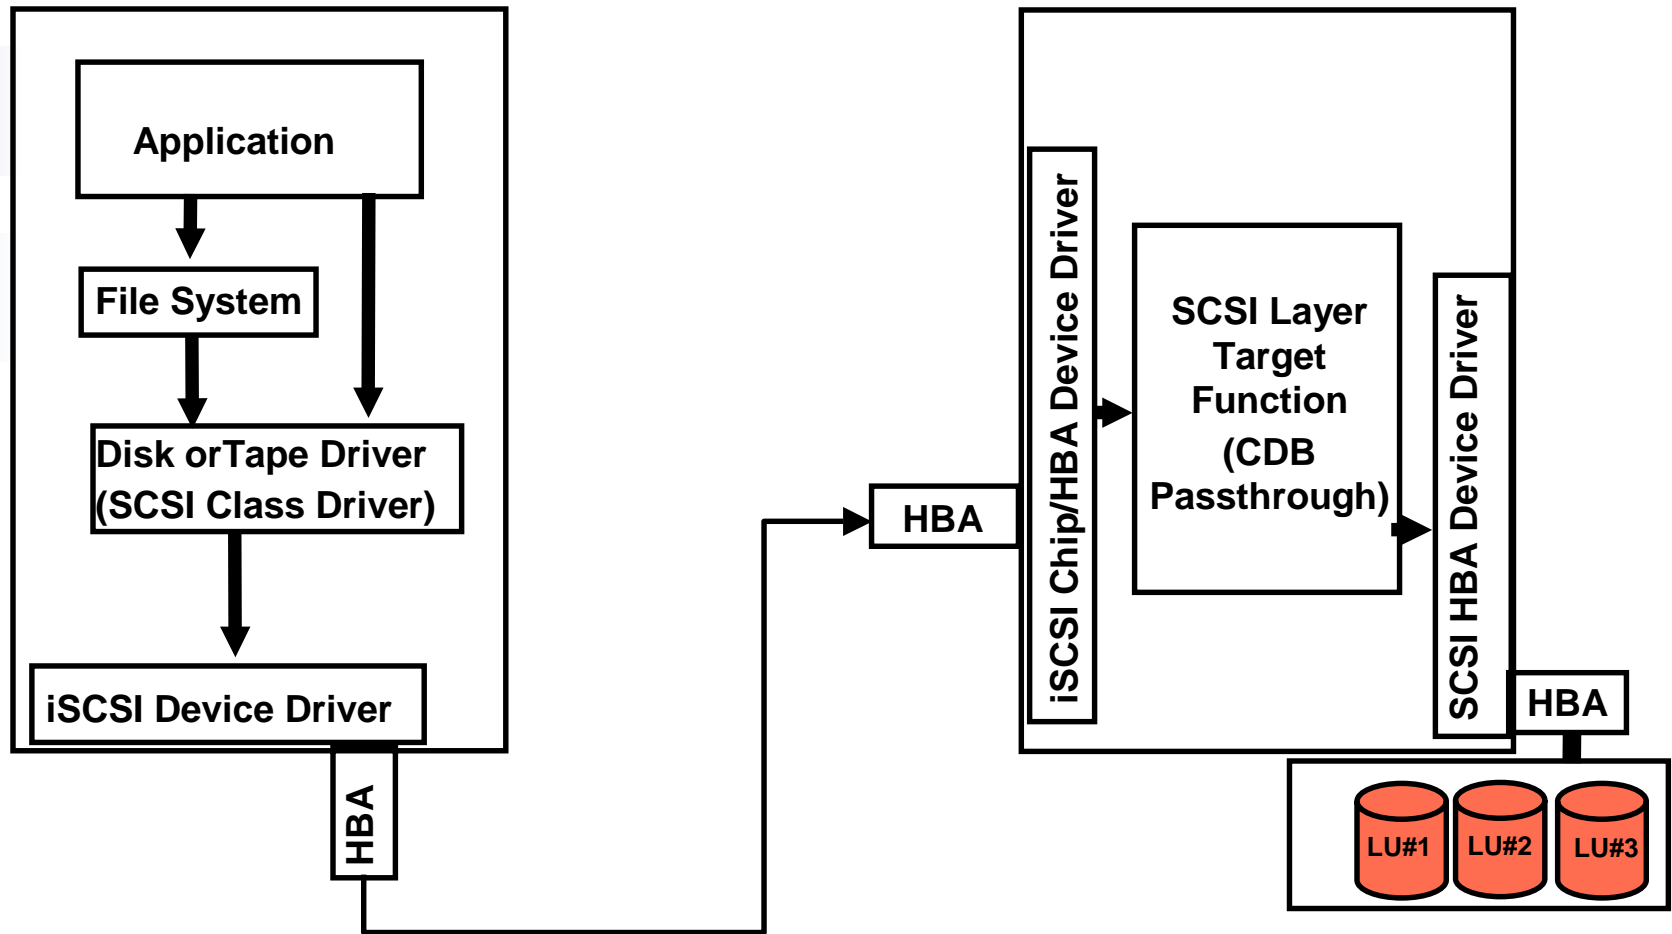 Application
File System
Disk orTape Driver
(SCSI Class Driver)
iSCSI Device Driver
HBA
HBA
iSCSI Chip/HBA Device Driver
SCSI Layer
Target
Function
(CDB
Passthrough)
SCSI HBA Device Driver
HBA
LU#1
LU#2
LU#3